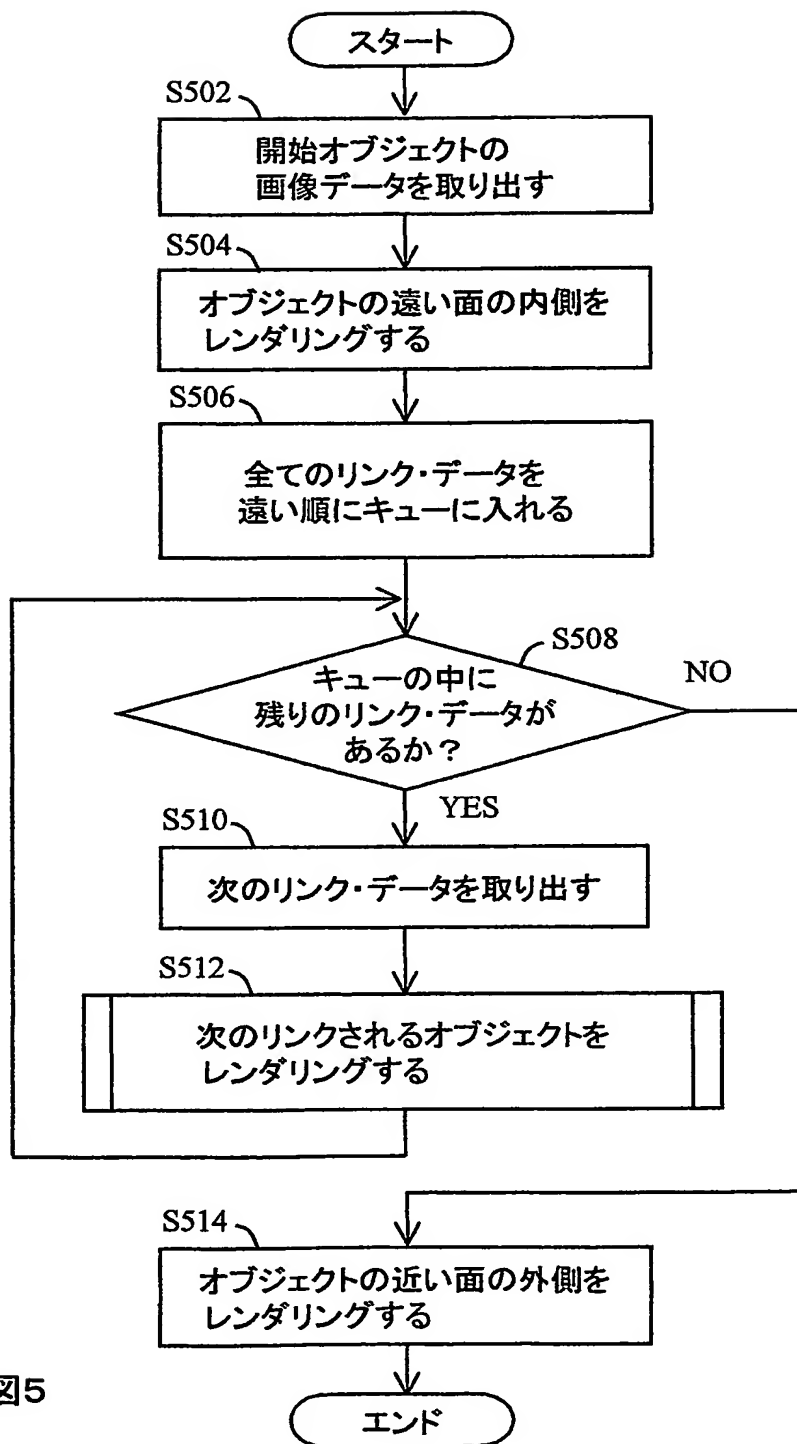 スタート
S502
開始オブジェクトの
画像データを取り出す
S504
オブジェクトの遠い面の内側を
レンダリングする
S506
全てのリンク・データを
遠い順にキューに入れる
S508
キューの中に
残りのリンク・データが
あるか？
NO
YES
S510
次のリンク・データを取り出す
S512
次のリンクされるオブジェクトを
レンダリングする
S514
オブジェクトの近い面の外側を
レンダリングする
図5
エンド